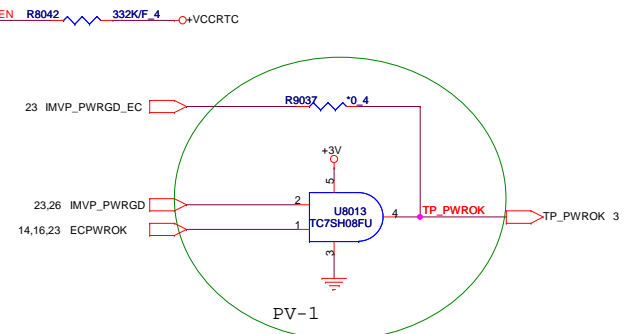 EN R8042 332K/F_4 +VCCRTC
23 IMVP_PWRGD_EC R9037 *0_4
+3V
5
23,26 IMVP_PWRGD 2 U8013 4 TP_PWROK TP_PWROK 3
14,16,23 ECPWROK 1 TC7SH08FU
3
PV-1